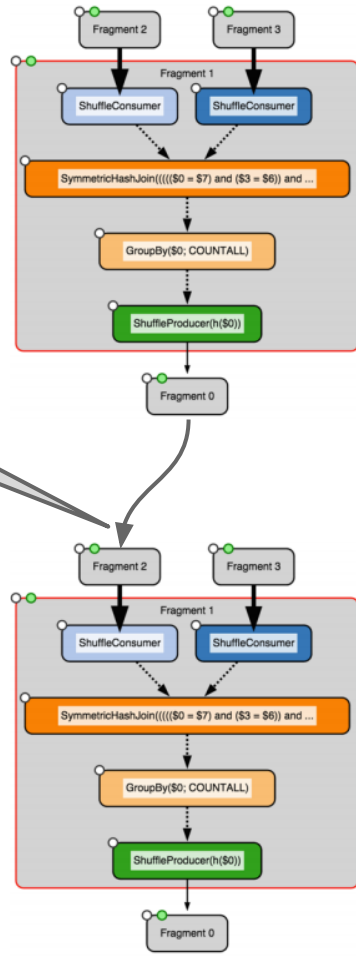 Fragment 2
Fragment 3
Fragment 1
ShuffleConsumer
ShuffleConsumer
SymmetricHashJoin((((($0 = $7) and ($3 = $6)) and ...
GroupBy($0; COUNTALL)
ShuffleProducer(h($0))
Fragment 0
Fragment 2
Fragment 3
Fragment 1
ShuffleConsumer
ShuffleConsumer
SymmetricHashJoin((((($0 = $7) and ($3 = $6)) and ...
GroupBy($0; COUNTALL)
ShuffleProducer(h($0))
Fragment 0